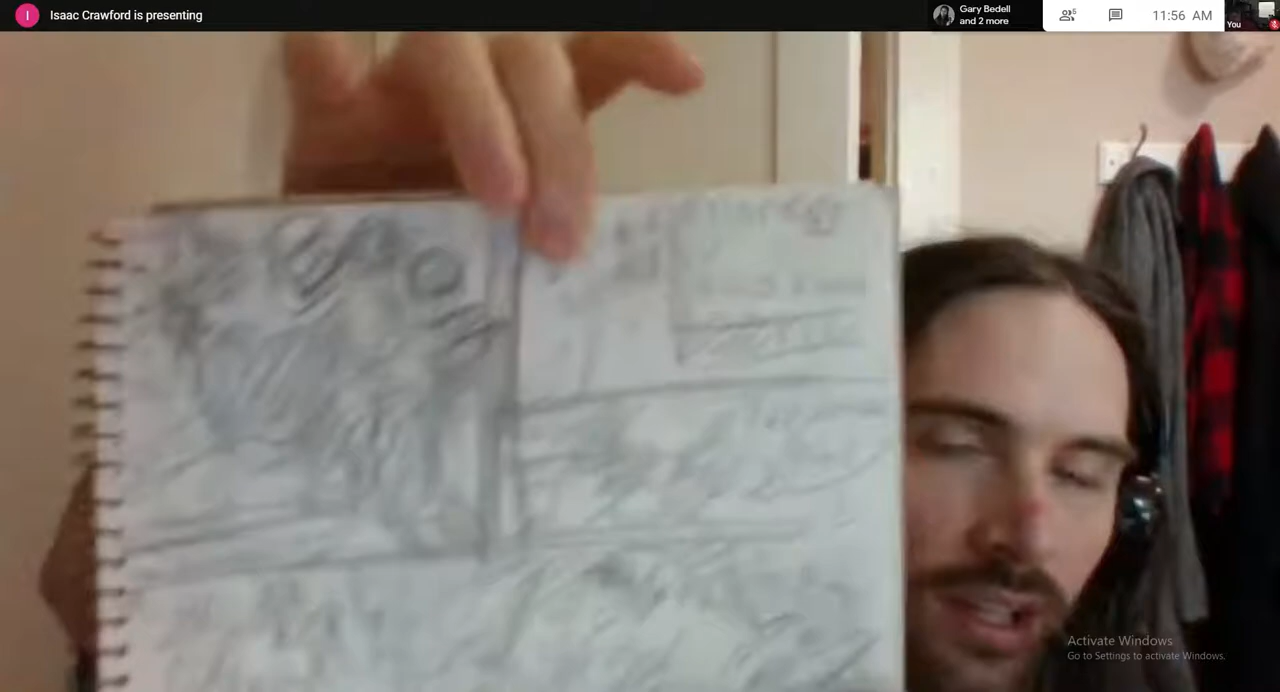 I
Isaac Crawford is presenting
Gary Bedell
and 2 more
6
11:56 AM
You
Activate Windows
Go to Settings to activate Windows.